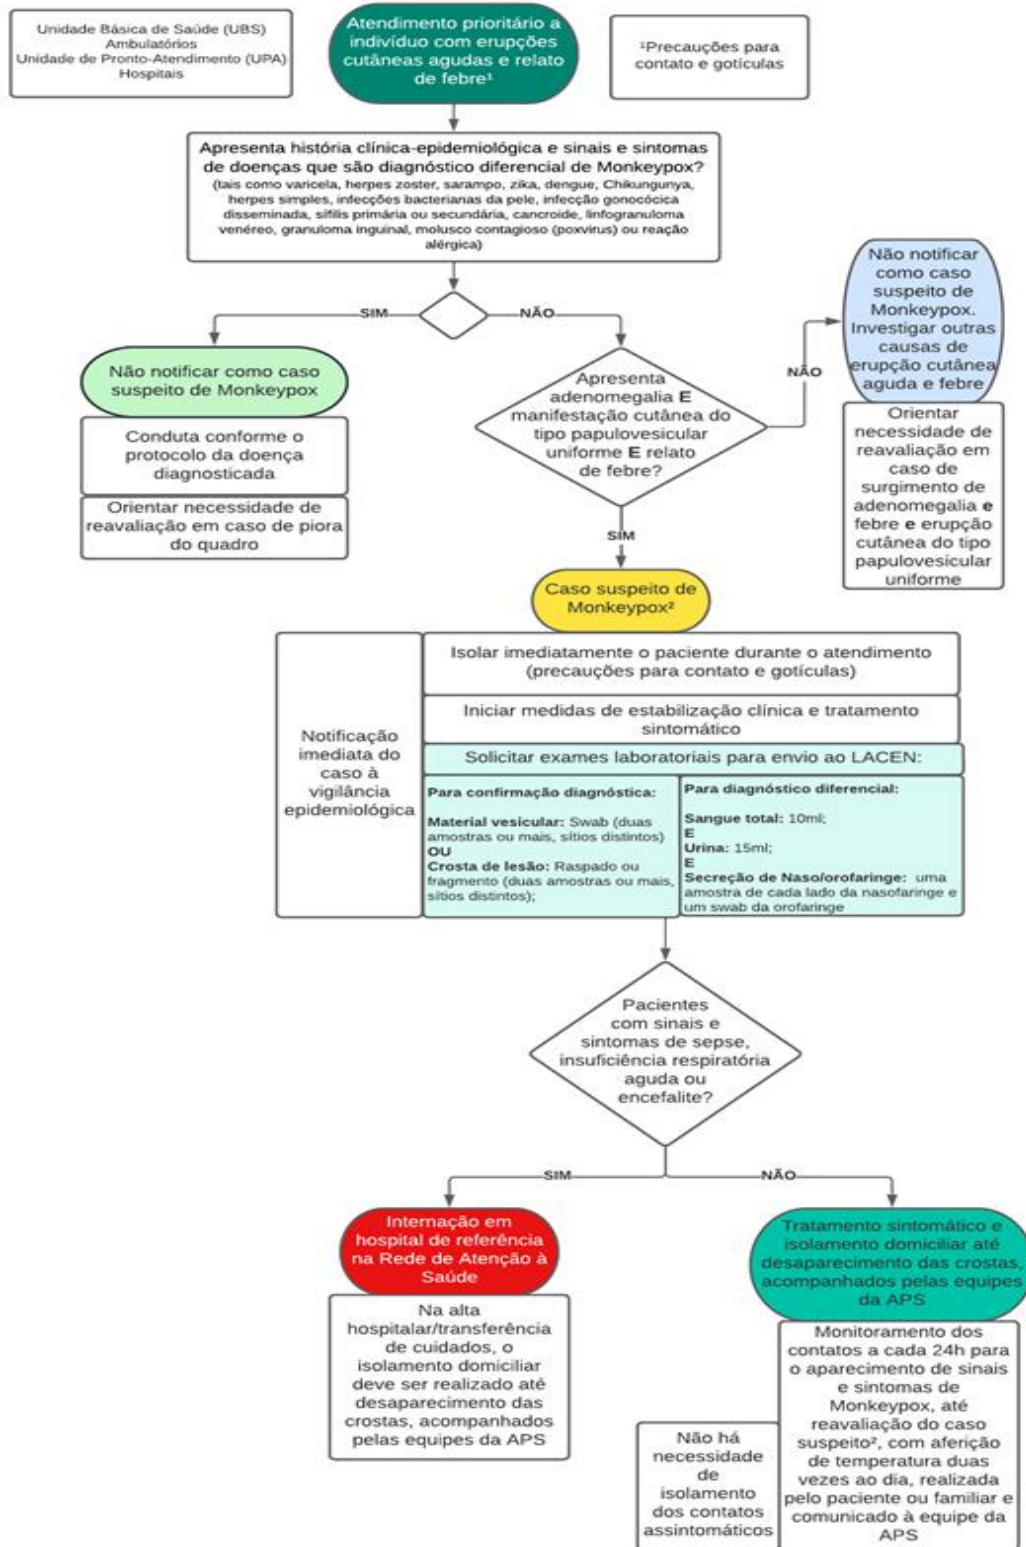 Unidade Básica de Saúde (UBS)
Ambulatórios
Unidade de Pronto-Atendimento (UPA)
Hospitais
Atendimento prioritário a
indivíduo com erupções
cutâneas agudas e relato
de febre¹
¹Precauções para
contato e gotículas
Apresenta história clínica-epidemiológica e sinais e sintomas
de doenças que são diagnóstico diferencial de Monkeypox?
(tais como varicela, herpes zoster, sarampo, zika, dengue, Chikungunya,
herpes simples, infecções bacterianas da pele, infecção gonocócica
disseminada, sífilis primária ou secundária, cancroide, linfogranuloma
venéreo, granuloma inguinal, molusco contagioso (poxvirus) ou reação
alérgica)
SIM
NÃO
Não notificar como caso
suspeito de Monkeypox
Conduta conforme o
protocolo da doença
diagnosticada
Orientar necessidade de
reavaliação em caso de piora
do quadro
Apresenta
adenomegalia E
manifestação cutânea do
tipo papulovesicular
uniforme E relato
de febre?
NÃO
Não notificar
como caso
suspeito de
Monkeypox.
Investigar outras
causas de
erupção cutânea
aguda e febre
Orientar
necessidade de
reavaliação em
caso de
surgimento de
adenomegalia e
febre e erupção
cutânea do tipo
papulovesicular
uniforme
SIM
Caso suspeito de
Monkeypox²
Notificação
imediata do
caso à
vigilância
epidemiológica
Isolar imediatamente o paciente durante o atendimento
(precauções para contato e gotículas)
Iniciar medidas de estabilização clínica e tratamento
sintomático
Solicitar exames laboratoriais para envio ao LACEN:
Para confirmação diagnóstica:
Material vesicular: Swab (duas
amostras ou mais, sítios distintos)
OU
Crosta de lesão: Raspado ou
fragmento (duas amostras ou mais,
sítios distintos);
Para diagnóstico diferencial:
Sangue total: 10ml;
E
Urina: 15ml;
E
Secreção de Naso/orofaringe: uma
amostra de cada lado da nasofaringe e
um swab da orofaringe
Pacientes
com sinais e
sintomas de sepse,
insuficiência respiratória
aguda ou
encefalite?
SIM
NÃO
Internação em
hospital de referência
na Rede de Atenção à
Saúde
Na alta
hospitalar/transferência
de cuidados, o
isolamento domiciliar
deve ser realizado até
desaparecimento das
crostas, acompanhados
pelas equipes da APS
Tratamento sintomático e
isolamento domiciliar até
desaparecimento das crostas,
acompanhados pelas equipes
da APS
Não há
necessidade
de
isolamento
dos contatos
assintomáticos
Monitoramento dos
contatos a cada 24h para
o aparecimento de sinais
e sintomas de
Monkeypox, até
reavaliação do caso
suspeito², com aferição
de temperatura duas
vezes ao dia, realizada
pelo paciente ou familiar e
comunicado à equipe da
APS